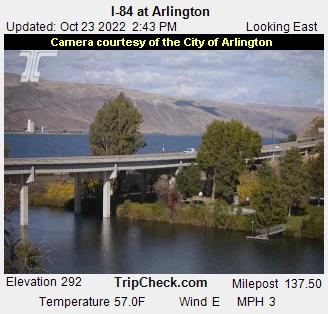 I-84 at Arlington
Updated: Oct 23 2022 2:43 PM Looking East
Camera courtesy of the City of Arlington
Elevation 292 TripCheck.com Milepost 137.50
Temperature 57.0F Wind E MPH 3